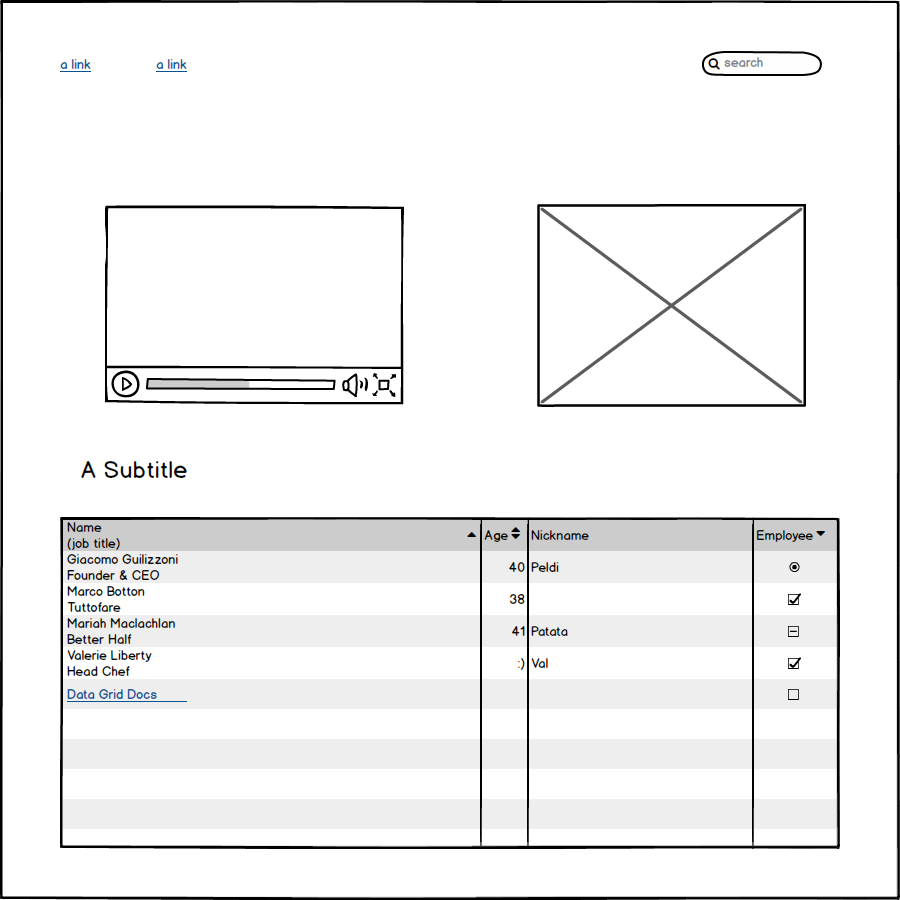 a link
a link
search
A Subtitle
Name
(job title)
Age
Nickname
Employee
Giacomo Guilizzoni
Founder & CEO
40
Peldi
Marco Botton
Tuttofare
38
Mariah Maclachlan
Better Half
41
Patata
Valerie Liberty
Head Chef
:)
Val
Data Grid Docs